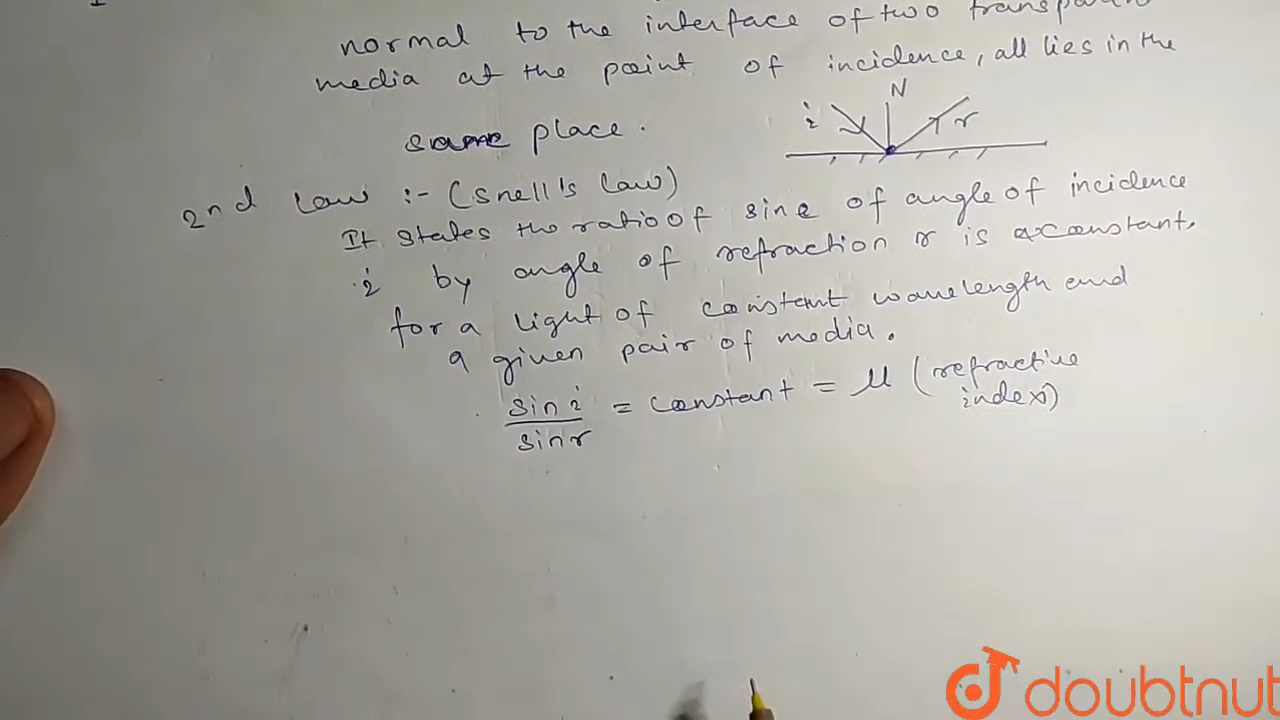 normal to the interface of two transparent
media at the point of incidence, all lies in the
same place.
N
i
r
2nd Law :- (Snell's law)
It states the ratio of sine of angle of incidence
i by angle of refraction r is a constant,
for a light of constant wavelength and
a given pair of media.
sin i
= constant = μ (refractive
index)
sin r
doubtnut